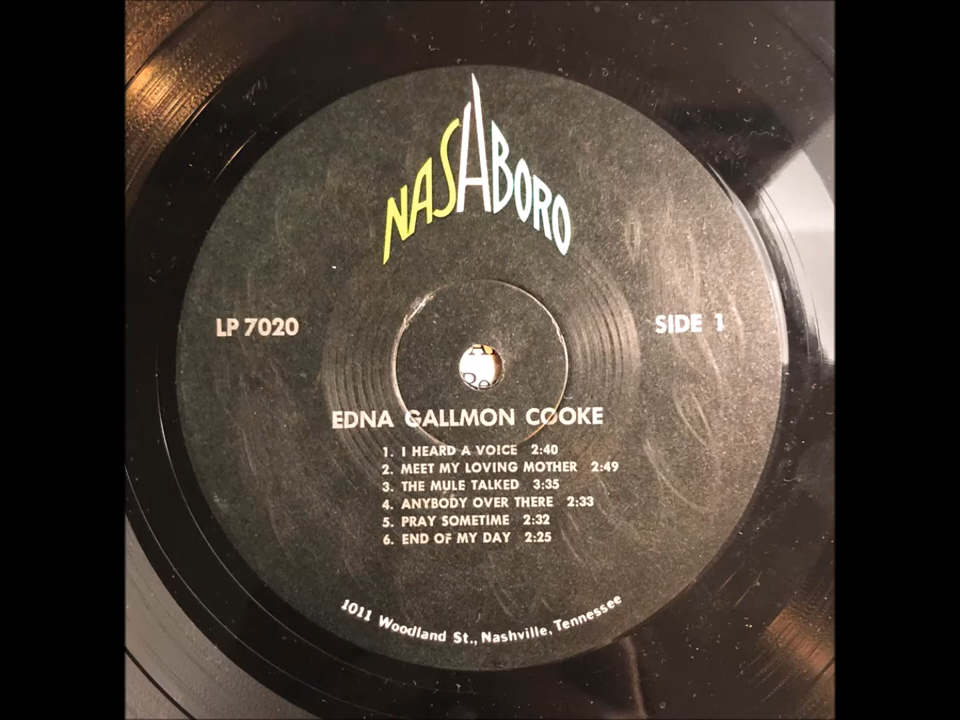 NASABORO
LP 7020
SIDE 1
EDNA GALLMON COOKE
1. I HEARD A VOICE 2:40
2. MEET MY LOVING MOTHER 2:49
3. THE MULE TALKED 3:35
4. ANYBODY OVER THERE 2:33
5. PRAY SOMETIME 2:32
6. END OF MY DAY 2:25
1011 Woodland St., Nashville, Tennessee